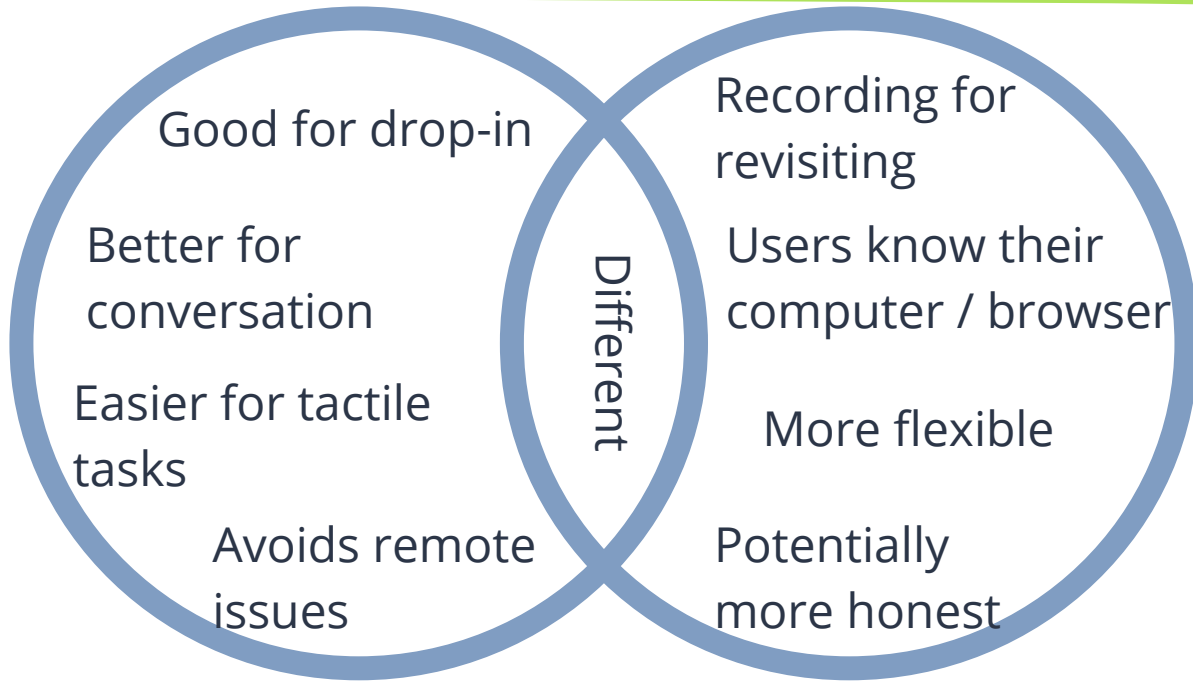 Good for drop-in
Better for
conversation
Easier for tactile
tasks
Avoids remote
issues
Different
Recording for
revisiting
Users know their
computer / browser
More flexible
Potentially
more honest